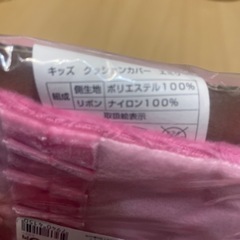 キッズ クッションカバー
組成 側生地 ポリエステル100%
リボン ナイロン100%
取扱絵表示